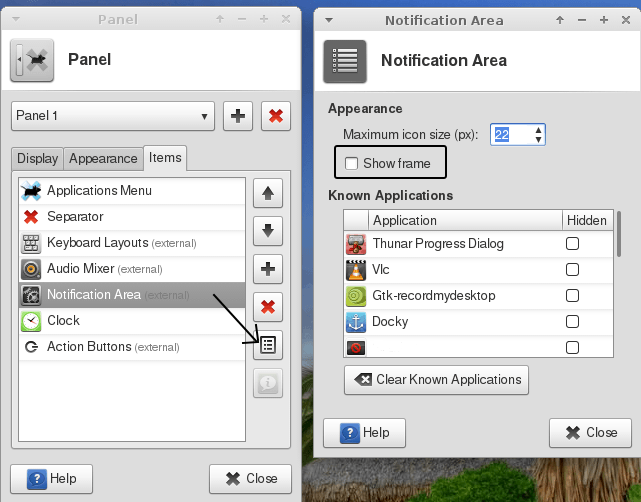 Panel
Panel
Panel 1
Display
Appearance
Items
Applications Menu
Separator
Keyboard Layouts (external)
Audio Mixer (external)
Notification Area (external)
Clock
Action Buttons (external)
Help
Close
Notification Area
Notification Area
Appearance
Maximum icon size (px): 22
Show frame
Known Applications
Application Hidden
Thunar Progress Dialog
Vlc
Gtk-recordmydesktop
Docky
Clear Known Applications
Help
Close